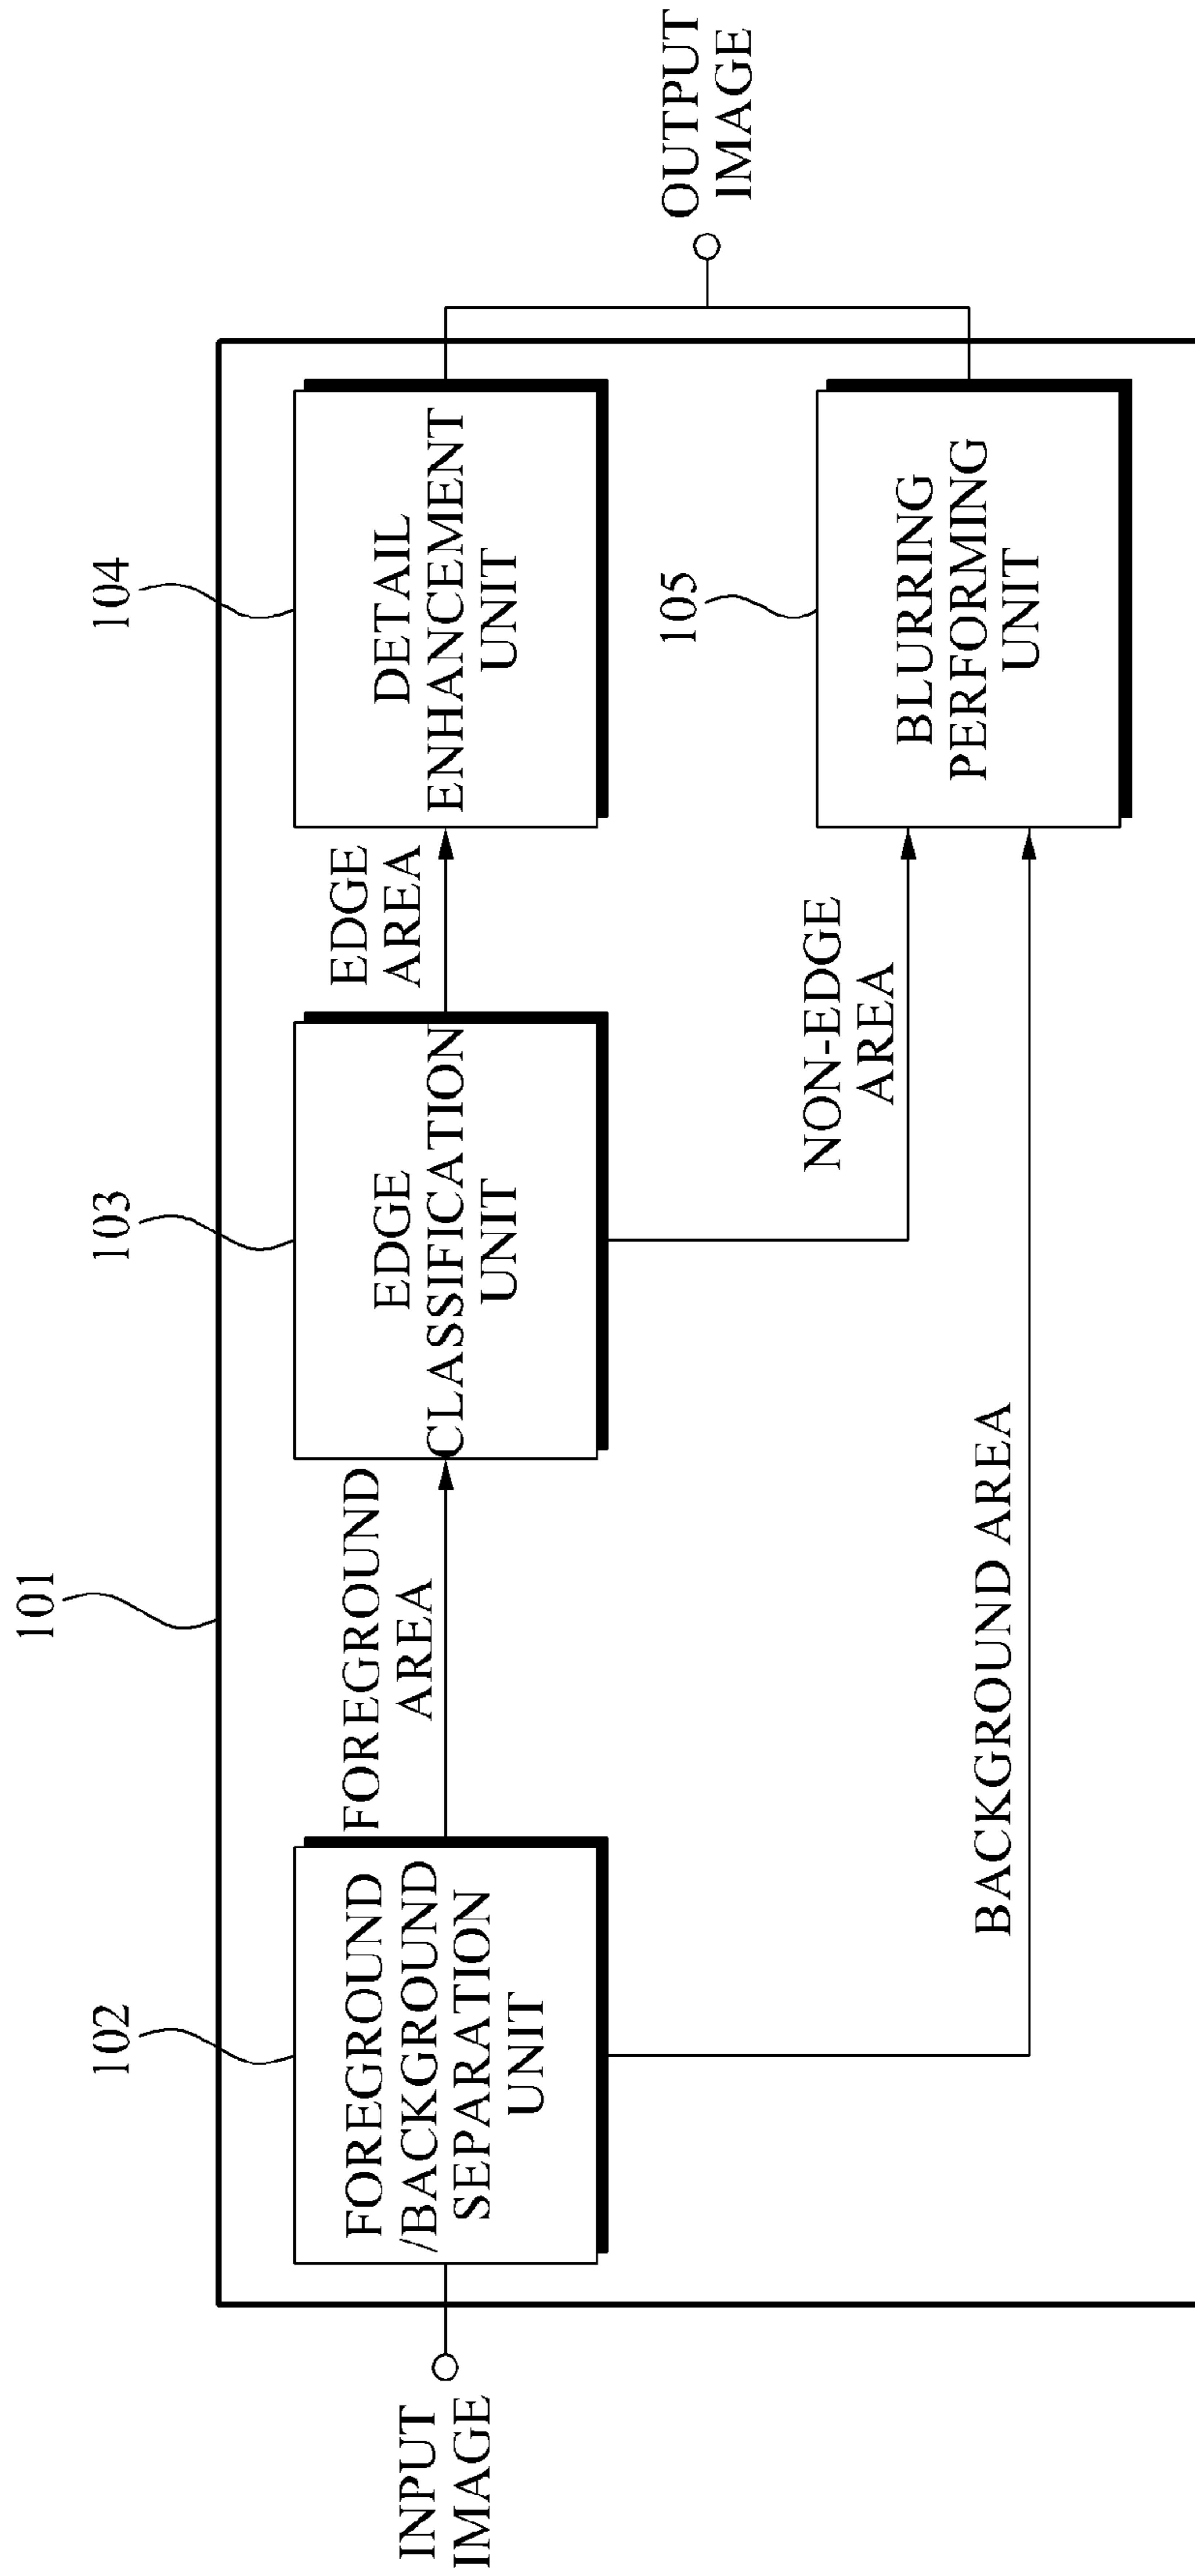 101
102
103
104
INPUT
IMAGE
FOREGROUND
/BACKGROUND
SEPARATION
UNIT
FOREGROUND
AREA
EDGE
CLASSIFICATION
UNIT
EDGE
AREA
DETAIL
ENHANCEMENT
UNIT
OUTPUT
IMAGE
105
NON-EDGE
AREA
BLURRING
PERFORMING
UNIT
BACKGROUND AREA